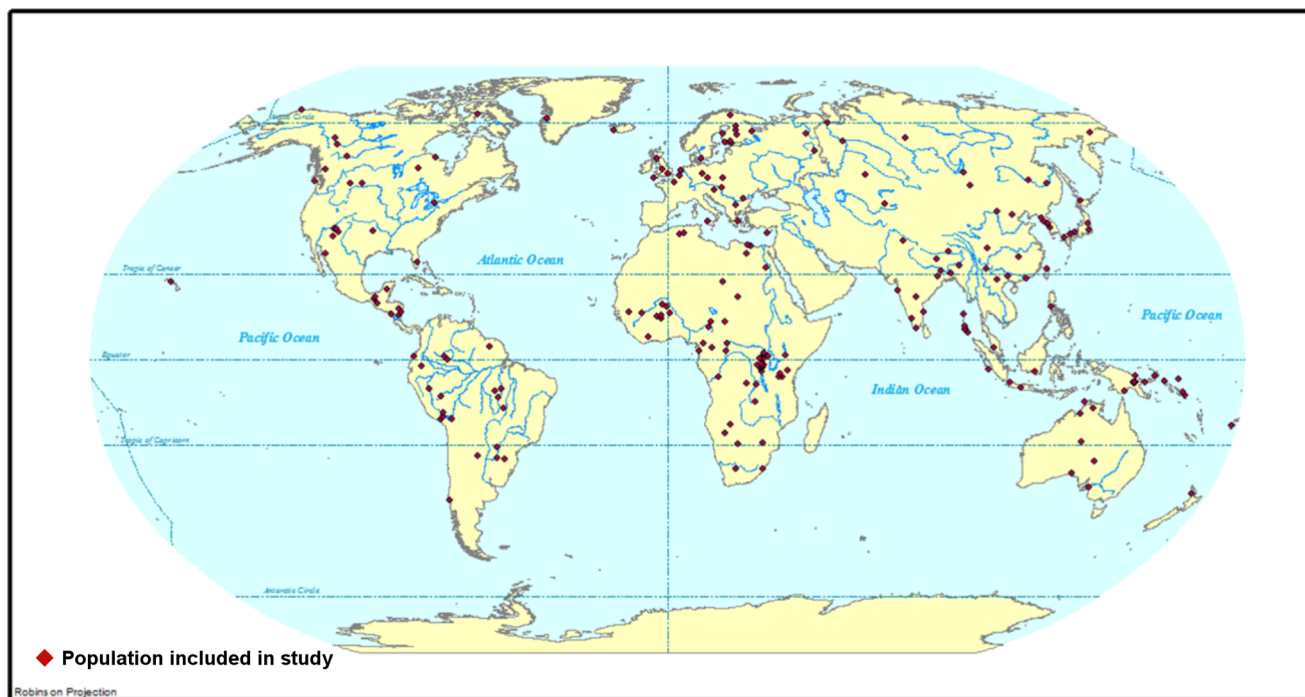 Arctic Circle
Atlantic Ocean
Tropic of Cancer
Pacific Ocean
Pacific Ocean
Equator
Indian Ocean
Tropic of Capricorn
Antarctic Circle
Population included in study
Robinson Projection